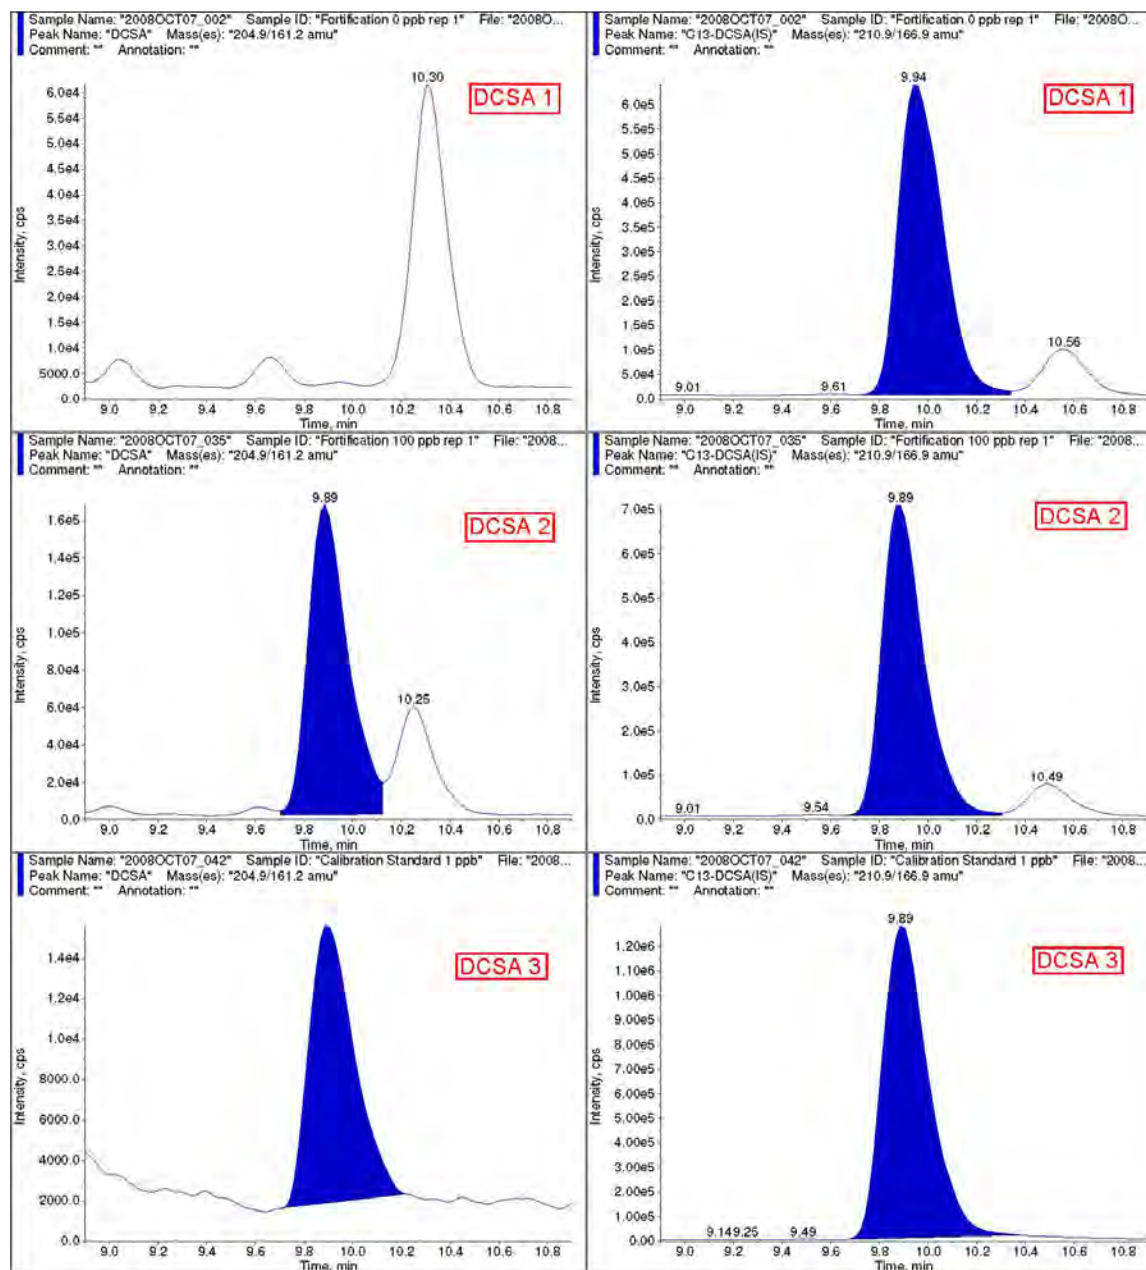 Sample Name: "2008OCT07_002" Sample ID: "Fortification 0 ppb rep 1" File: "2008O...
Peak Name: "DCSA" Mass(es): "204.9/161.2 amu"
Comment: "" Annotation: ""
10.30
DCSA 1
6.0e4
5.5e4
5.0e4
4.5e4
4.0e4
3.5e4
3.0e4
2.5e4
2.0e4
1.5e4
1.0e4
5000.0
0.0
Intensity, cps
9.0 9.2 9.4 9.6 9.8 10.0 10.2 10.4 10.6 10.8
Time, min
Sample Name: "2008OCT07_002" Sample ID: "Fortification 0 ppb rep 1" File: "2008O...
Peak Name: "C13-DCSA(IS)" Mass(es): "210.9/166.9 amu"
Comment: "" Annotation: ""
9.94
DCSA 1
6.0e5
5.5e5
5.0e5
4.5e5
4.0e5
3.5e5
3.0e5
2.5e5
2.0e5
1.5e5
1.0e5
5.0e4
0.0
Intensity, cps
9.01 9.61 10.56
9.0 9.2 9.4 9.6 9.8 10.0 10.2 10.4 10.6 10.8
Time, min
Sample Name: "2008OCT07_035" Sample ID: "Fortification 100 ppb rep 1" File: "2008...
Peak Name: "DCSA" Mass(es): "204.9/161.2 amu"
Comment: "" Annotation: ""
9.89
DCSA 2
1.6e5
1.4e5
1.2e5
1.0e5
8.0e4
6.0e4
4.0e4
2.0e4
0.0
Intensity, cps
10.25
9.0 9.2 9.4 9.6 9.8 10.0 10.2 10.4 10.6 10.8
Time, min
Sample Name: "2008OCT07_035" Sample ID: "Fortification 100 ppb rep 1" File: "2008...
Peak Name: "C13-DCSA(IS)" Mass(es): "210.9/166.9 amu"
Comment: "" Annotation: ""
9.89
DCSA 2
7.0e5
6.0e5
5.0e5
4.0e5
3.0e5
2.0e5
1.0e5
0.0
Intensity, cps
9.01 9.54 10.49
9.0 9.2 9.4 9.6 9.8 10.0 10.2 10.4 10.6 10.8
Time, min
Sample Name: "2008OCT07_042" Sample ID: "Calibration Standard 1 ppb" File: "2008...
Peak Name: "DCSA" Mass(es): "204.9/161.2 amu"
Comment: "" Annotation: ""
DCSA 3
1.4e4
1.2e4
1.0e4
8000.0
6000.0
4000.0
2000.0
0.0
Intensity, cps
9.0 9.2 9.4 9.6 9.8 10.0 10.2 10.4 10.6 10.8
Time, min
Sample Name: "2008OCT07_042" Sample ID: "Calibration Standard 1 ppb" File: "2008...
Peak Name: "C13-DCSA(IS)" Mass(es): "210.9/166.9 amu"
Comment: "" Annotation: ""
9.89
DCSA 3
1.20e6
1.10e6
1.00e6
9.00e5
8.00e5
7.00e5
6.00e5
5.00e5
4.00e5
3.00e5
2.00e5
1.00e5
0.00
Intensity, cps
9.14 9.25 9.49
9.0 9.2 9.4 9.6 9.8 10.0 10.2 10.4 10.6 10.8
Time, min